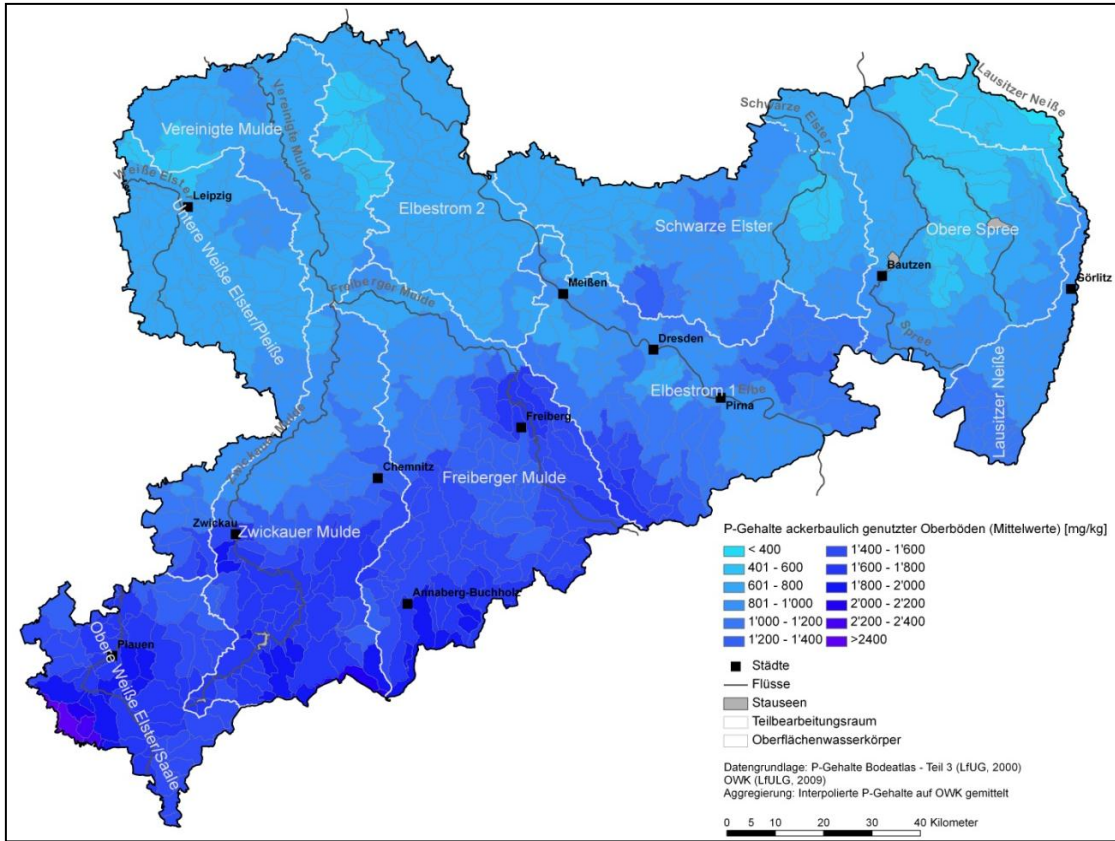 Lausitzer Neiße
Schwarze
Elster
Vereinigte Mulde
Vereinigte Mulde
Weiße Elster
Leipzig
Elbestrom 2
Schwarze Elster
Obere Spree
Untere Weiße Elster/Pleiße
Bautzen
Görlitz
Freiberger Mulde
Meißen
Spree
Dresden
Elbestrom 1
Elbe
Pirna
Lausitzer Neiße
Zwickauer Mulde
Freiberg
Chemnitz
Freiberger Mulde
Zwickau
Zwickauer Mulde
Annaberg-Buchholz
Plauen
Obere Weiße Elster/Saale
P-Gehalte ackerbaulich genutzter Oberböden (Mittelwerte) [mg/kg]
< 400
401 - 600
601 - 800
801 - 1'000
1'000 - 1'200
1'200 - 1'400
1'400 - 1'600
1'600 - 1'800
1'800 - 2'000
2'000 - 2'200
2'200 - 2'400
>2400
Städte
Flüsse
Stauseen
Teilbearbeitungsraum
Oberflächenwasserkörper
Datengrundlage: P-Gehalte Bodeatlas - Teil 3 (LfUG, 2000)
OWK (LfULG, 2009)
Aggregierung: Interpolierte P-Gehalte auf OWK gemittelt
0 5 10 20 30 40 Kilometer